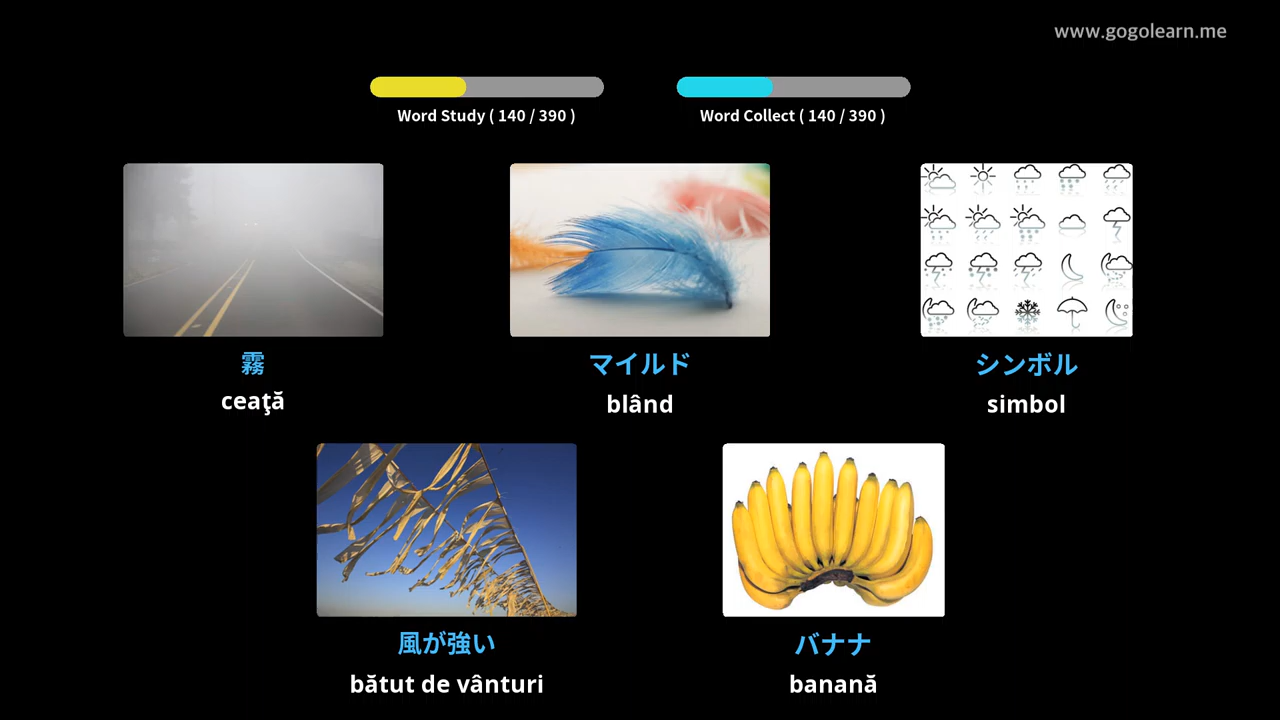 www.gogolearn.me
Word Study ( 140 / 390 )
Word Collect ( 140 / 390 )
霧
ceaţă
マイルド
blând
シンボル
simbol
風が強い
bătut de vânturi
バナナ
banană